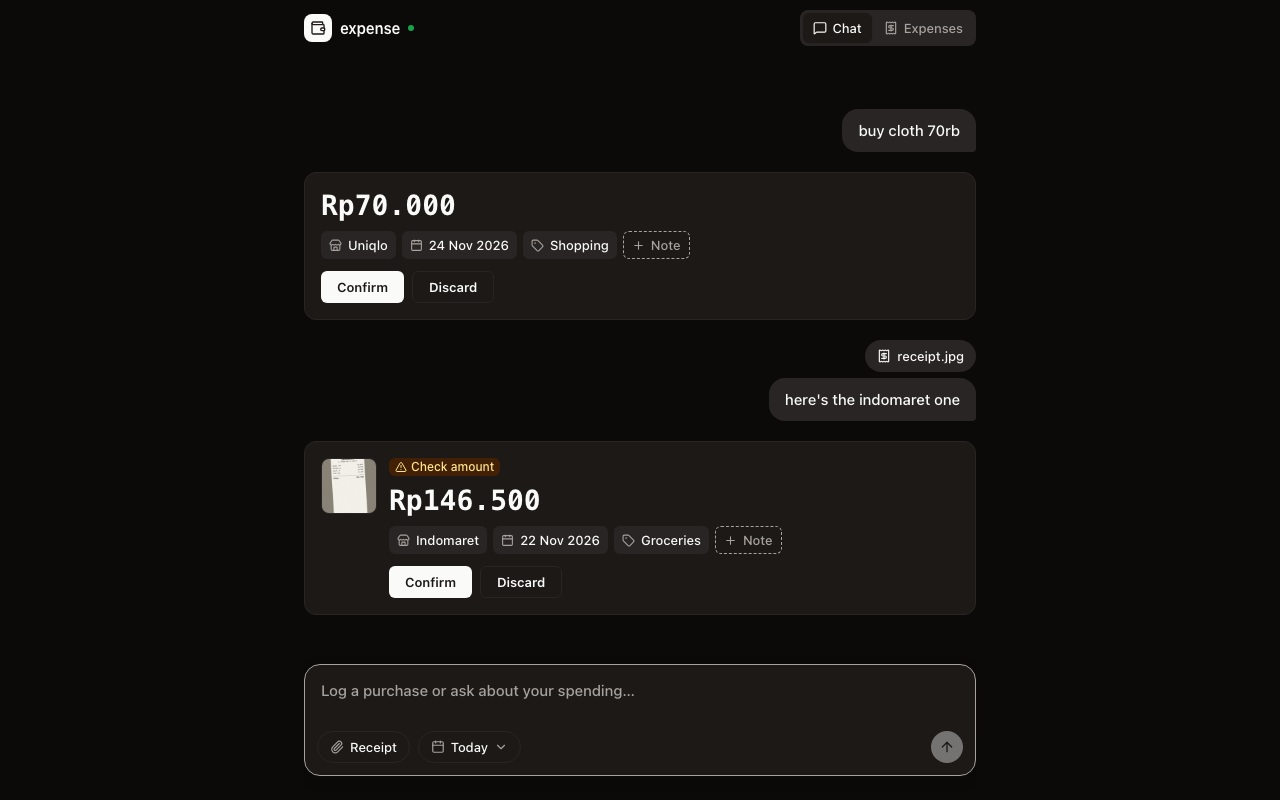 expense
Chat Expenses
buy cloth 70rb
Rp70.000
Uniqlo 24 Nov 2026 Shopping + Note
Confirm Discard
receipt.jpg
here's the indomaret one
Check amount
Rp146.500
Indomaret 22 Nov 2026 Groceries + Note
Confirm Discard
Log a purchase or ask about your spending...
Receipt Today